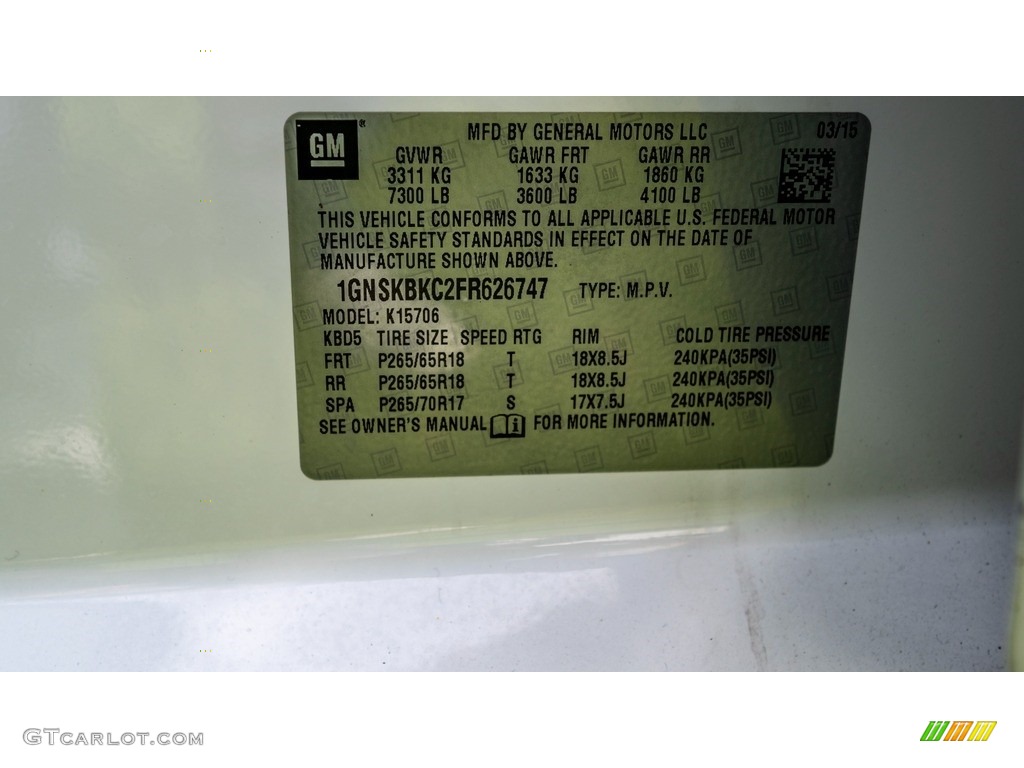 GM® MFD BY GENERAL MOTORS LLC 03/15
GVWR GAWR FRT GAWR RR
3311 KG 1633 KG 1860 KG
7300 LB 3600 LB 4100 LB
THIS VEHICLE CONFORMS TO ALL APPLICABLE U.S. FEDERAL MOTOR
VEHICLE SAFETY STANDARDS IN EFFECT ON THE DATE OF
MANUFACTURE SHOWN ABOVE.
1GNSKBKC2FR626747 TYPE: M.P.V.
MODEL: K15706
KBD5 TIRE SIZE SPEED RTG RIM COLD TIRE PRESSURE
FRT P265/65R18 T 18X8.5J 240KPA(35PSI)
RR P265/65R18 T 18X8.5J 240KPA(35PSI)
SPA P265/70R17 S 17X7.5J 240KPA(35PSI)
SEE OWNER'S MANUAL FOR MORE INFORMATION.
GTCARLOT.COM